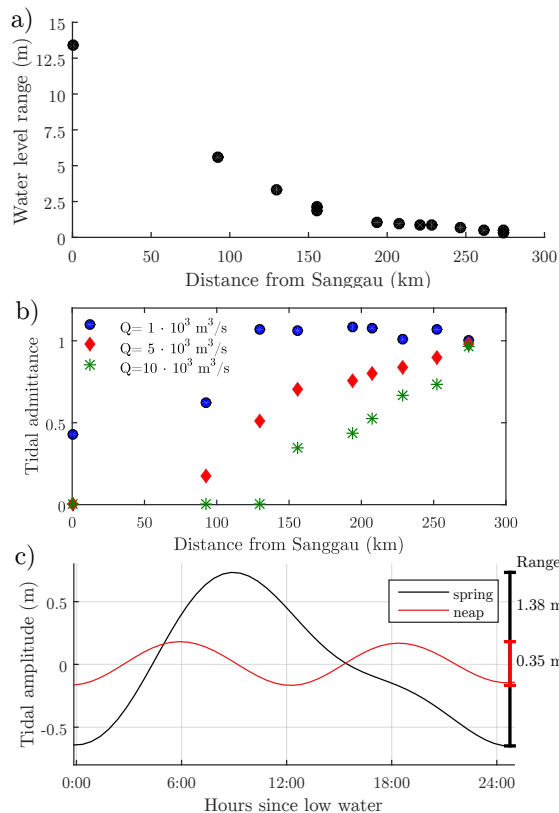 a)
Water level range (m)
15
12.5
10
7.5
5
2.5
0
0 50 100 150 200 250 300
Distance from Sanggau (km)
b)
Tidal admittance
1
0.5
0
Q= 1 · 10³ m³/s
Q= 5 · 10³ m³/s
Q=10 · 10³ m³/s
0 50 100 150 200 250 300
Distance from Sanggau (km)
c)
Tidal amplitude (m)
0.5
0
-0.5
spring
neap
Range
1.38 m
0.35 m
0:00 6:00 12:00 18:00 24:00
Hours since low water